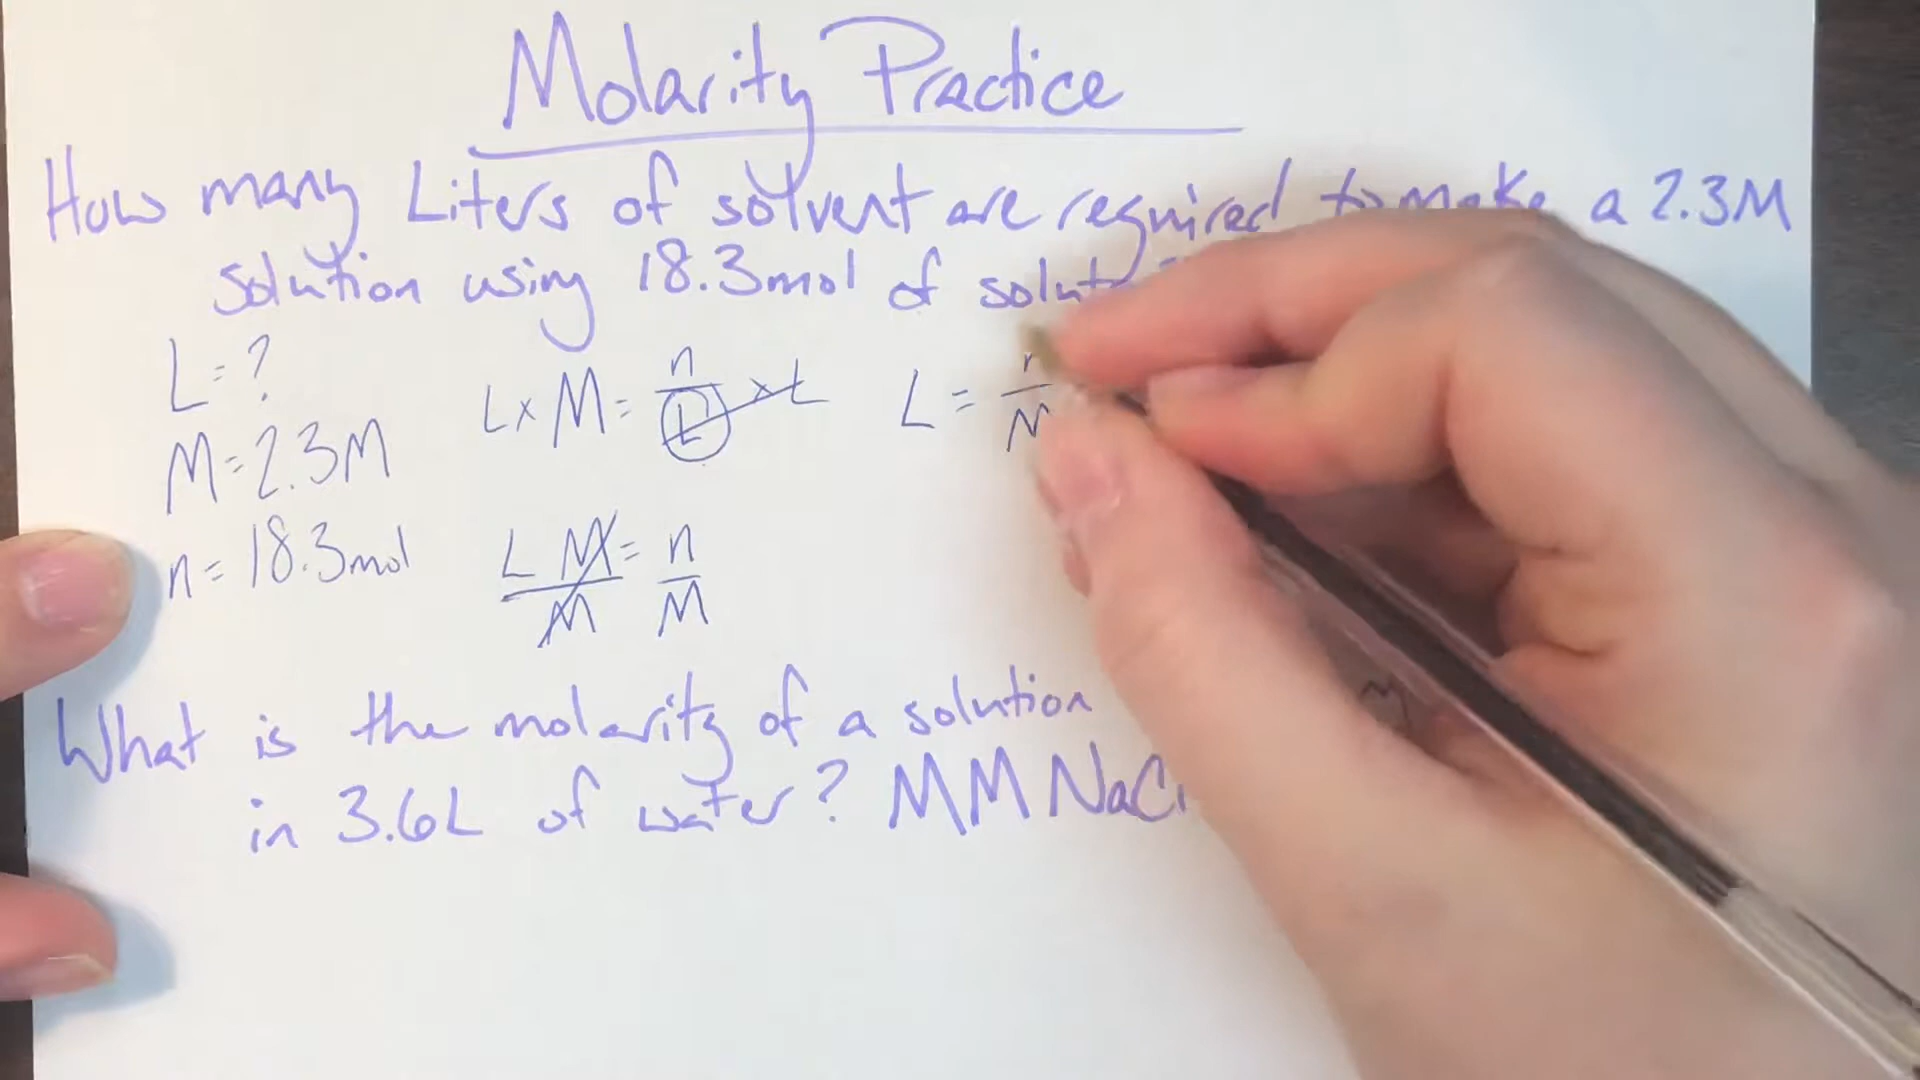 Molarity Practice
How many Liters of solvent are required to make a 2.3M
solution using 18.3mol of
L = ?
M = 2.3M
n = 18.3mol
L x M = n/L x L
L M/M = n/M
L =
What is the molarity of a solution
in 3.6L of water? MM NaCl